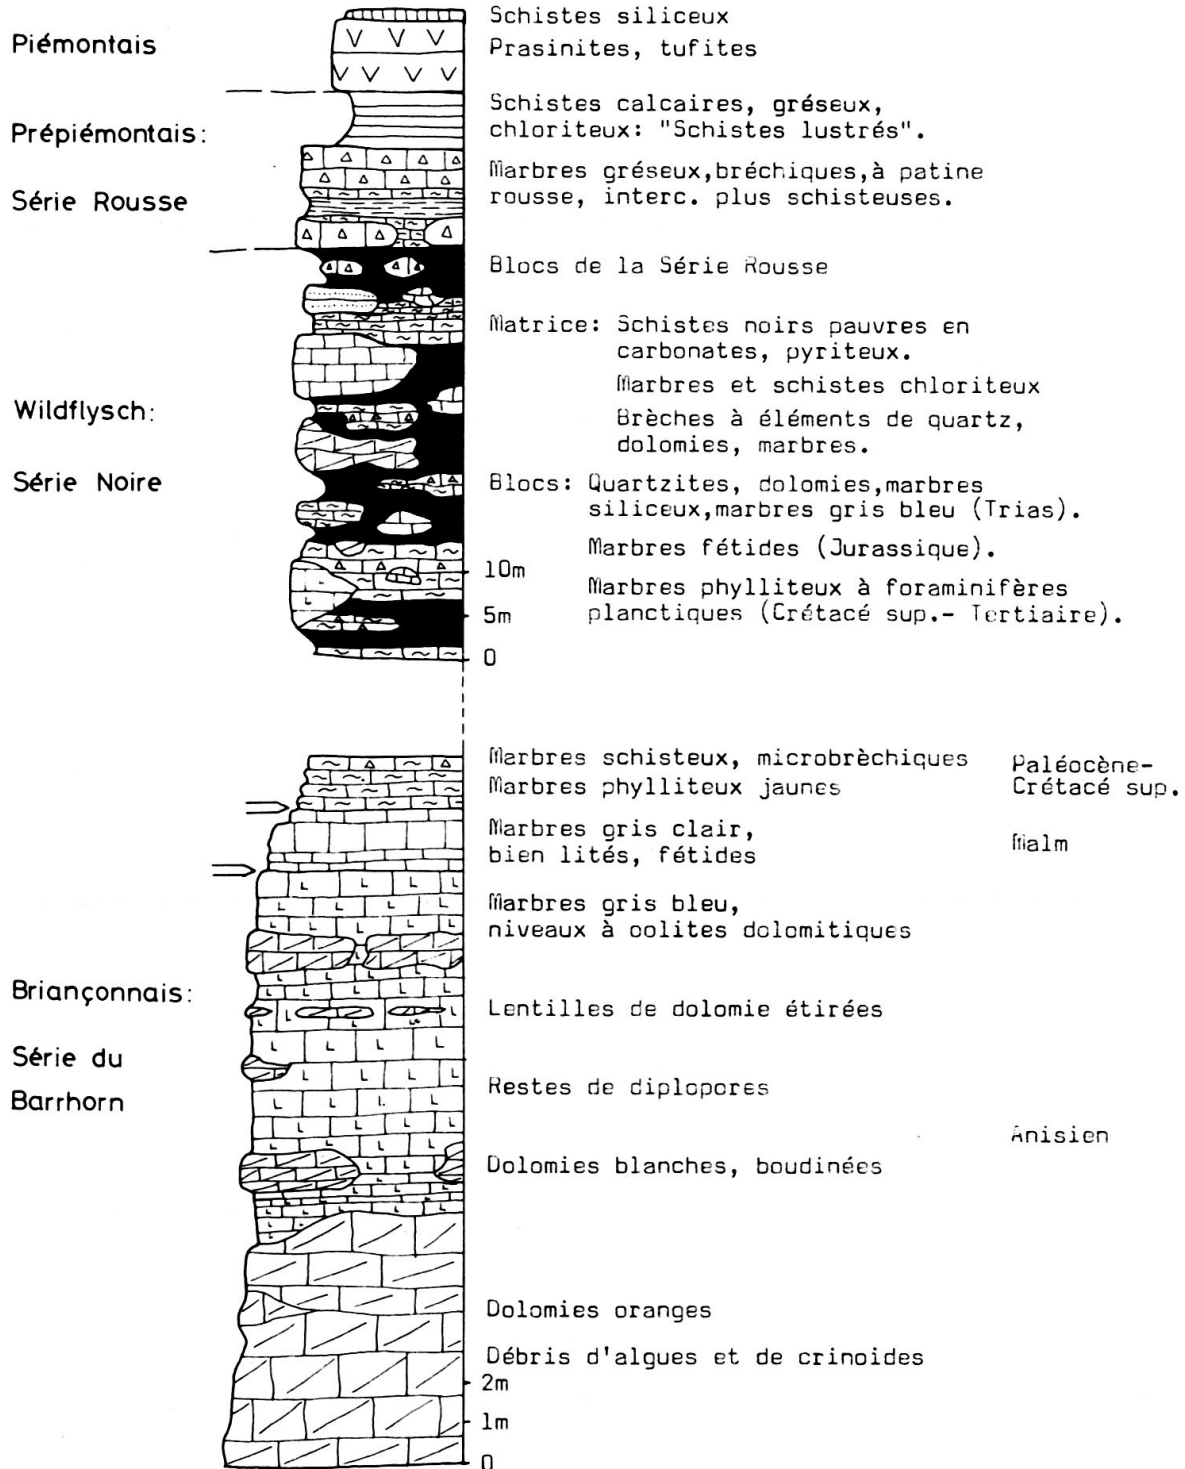 Schistes siliceux
Piémontais
Prasinites, tufites
Schistes calcaires, gréseux,
Prépiémontais:
chloriteux: "Schistes lustrés".
Marbres gréseux,bréchiques,à patine
Série Rousse
rousse, interc. plus schisteuses.
Blocs de la Série Rousse
Matrice: Schistes noirs pauvres en
carbonates, pyriteux.
Marbres et schistes chloriteux
Wildflysch:
Brèches à éléments de quartz,
dolomies, marbres.
Série Noire
Blocs: Quartzites, dolomies,marbres
siliceux,marbres gris bleu (Trias).
Marbres fétides (Jurassique).
10m
Marbres phylliteux à foraminifères
5m
planctiques (Crétacé sup.- Tertiaire).
0
Marbres schisteux, microbrèchiques
Paléocène-
Marbres phylliteux jaunes
Crétacé sup.
Marbres gris clair,
Malm
bien lités, fétides
Marbres gris bleu,
niveaux à oolites dolomitiques
Briançonnais:
Lentilles de dolomie étirées
Série du
Barrhorn
Restes de diplopores
Anisien
Dolomies blanches, boudinées
Dolomies oranges
Débris d'algues et de crinoides
2m
1m
0